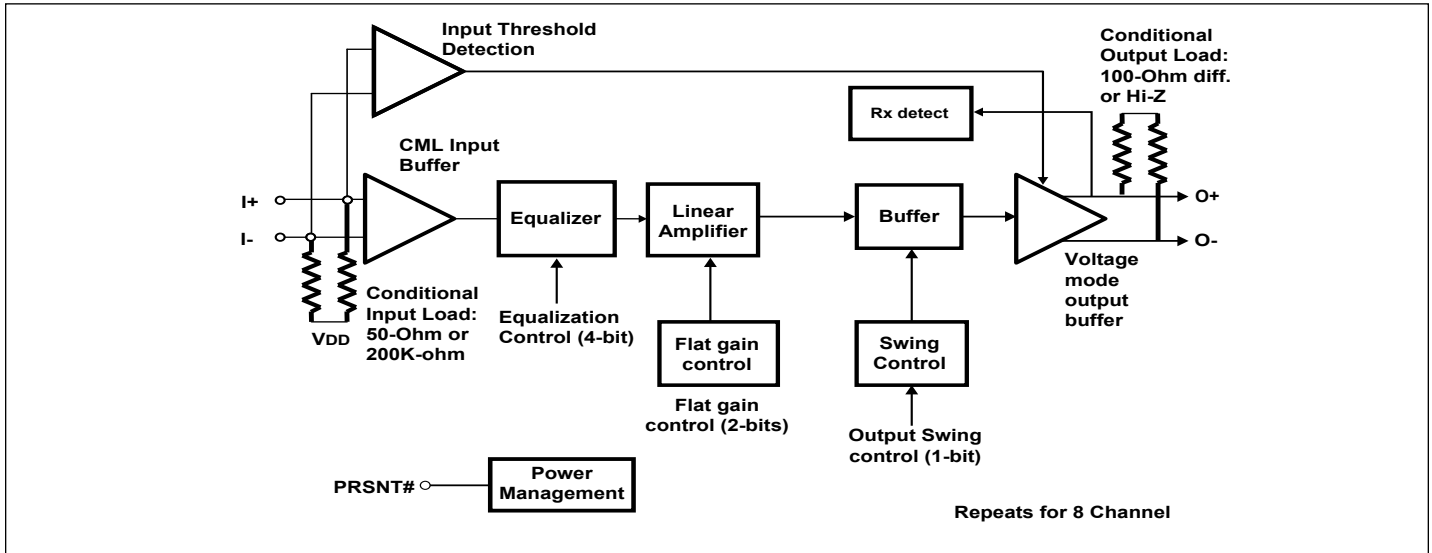 Input Threshold
Detection
Conditional
Output Load:
100-Ohm diff.
or Hi-Z
Rx detect
CML Input
Buffer
I+
I-
Equalizer
Linear
Amplifier
Buffer
O+
O-
Voltage
mode
output
buffer
Conditional
Input Load:
50-Ohm or
200K-ohm
VDD
Equalization
Control (4-bit)
Flat gain
control
Swing
Control
Flat gain
control (2-bits)
Output Swing
control (1-bit)
PRSNT#
Power
Management
Repeats for 8 Channel